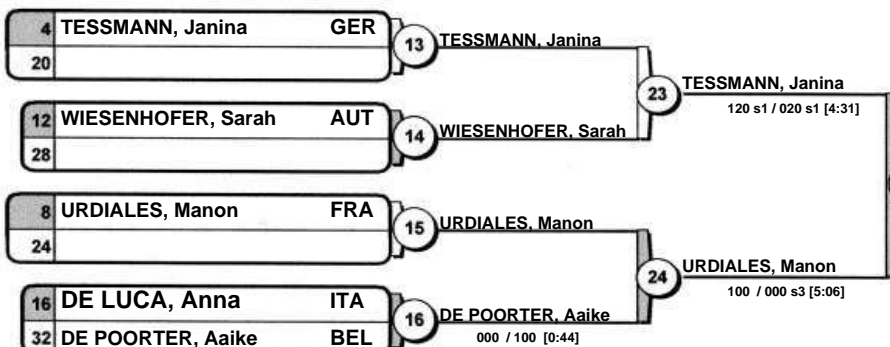 4 TESSMANN, Janina GER
20
13 TESSMANN, Janina
12 WIESENHOFER, Sarah AUT
28
14 WIESENHOFER, Sarah
23 TESSMANN, Janina
120 s1 / 020 s1 [4:31]
8 URDIALES, Manon FRA
24
15 URDIALES, Manon
16 DE LUCA, Anna ITA
32 DE POORTER, Aaike BEL
16 DE POORTER, Aaike
000 / 100 [0:44]
24 URDIALES, Manon
100 / 000 s3 [5:06]